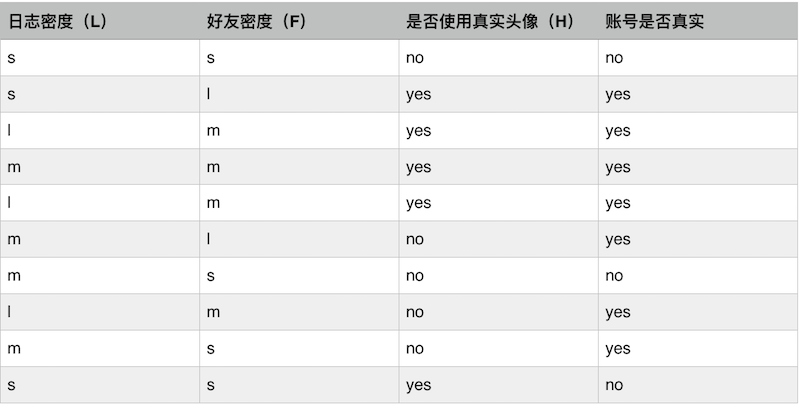 日志密度（L） 好友密度（F） 是否使用真实头像（H） 账号是否真实
s s no no
s l yes yes
l m yes yes
m m yes yes
l m yes yes
m l no yes
m s no no
l m no yes
m s no yes
s s yes no